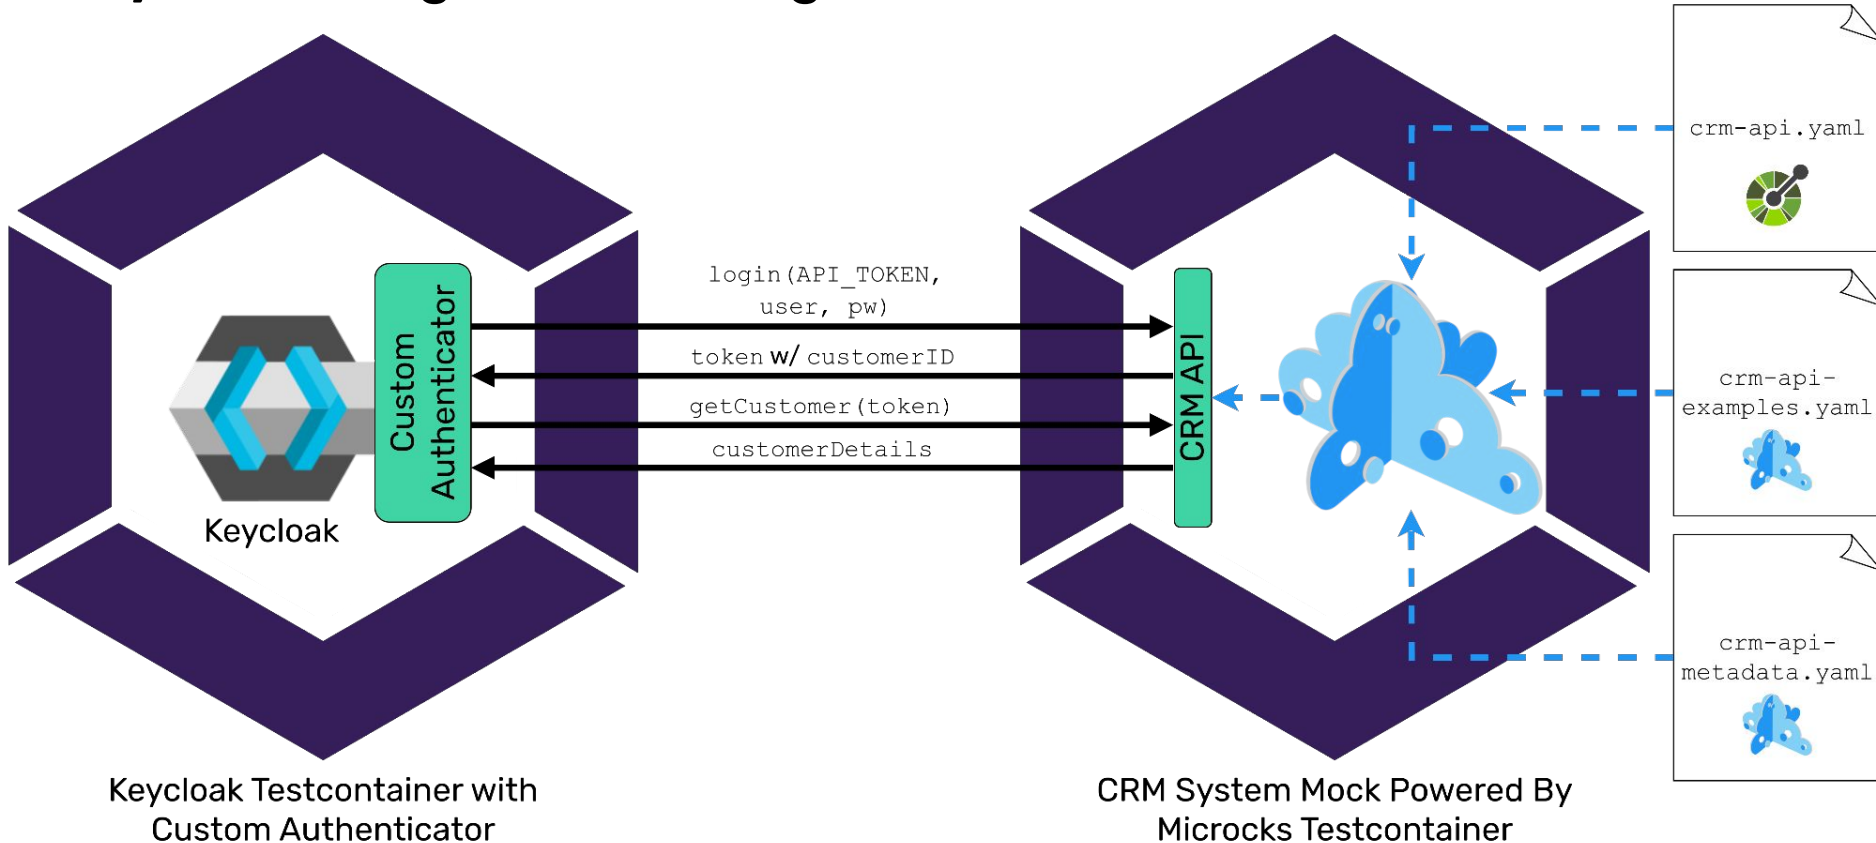 crm-api.yaml
login(API_TOKEN,
user, pw)
token w/ customerID
getCustomer(token)
customerDetails
Custom
Authenticator
Keycloak
CRM API
crm-api-
examples.yaml
crm-api-
metadata.yaml
Keycloak Testcontainer with
Custom Authenticator
CRM System Mock Powered By
Microcks Testcontainer